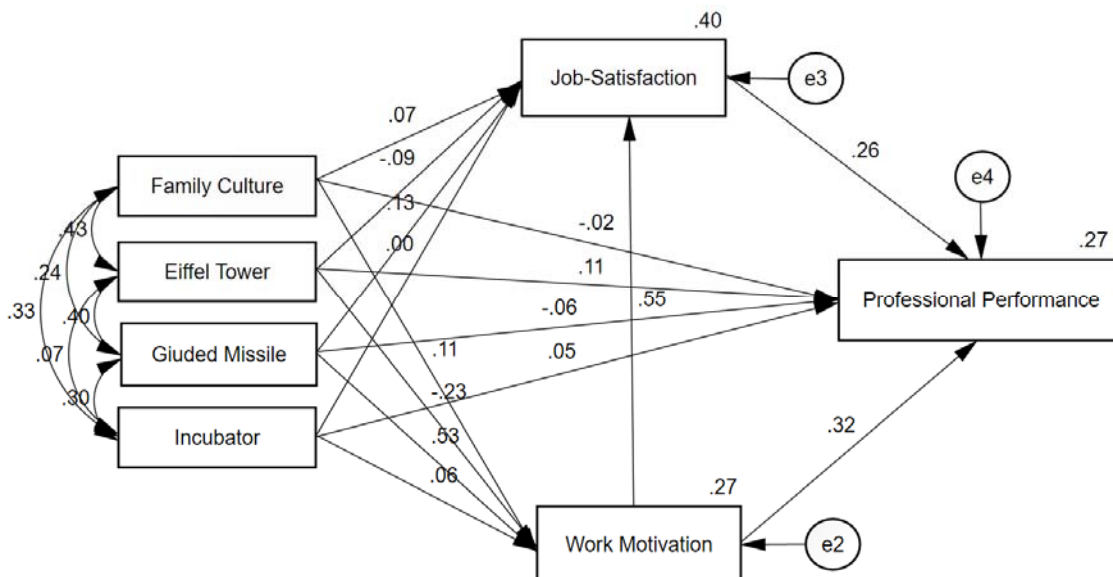 .40
Job-Satisfaction
e3
.07
-.09
.26
Family Culture
e4
.13
-.02
.43
.00
.27
Eiffel Tower
.11
.24
.55
Professional Performance
.33
.40
-.06
Giuded Missile
.07
.11
.05
.30
-.23
Incubator
.53
.32
.06
.27
Work Motivation
e2